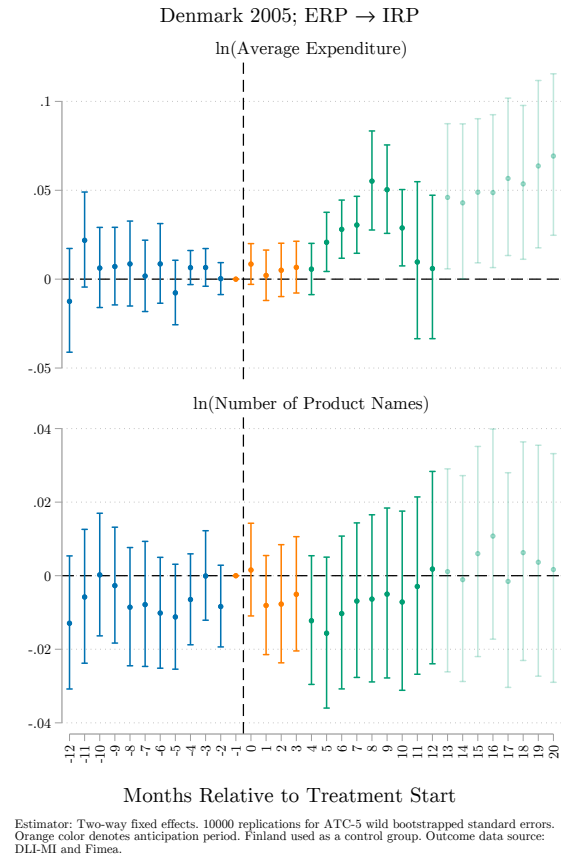 Denmark 2005; ERP → IRP
ln(Average Expenditure)
.1
.05
0
-.05
ln(Number of Product Names)
.04
.02
0
-.02
-.04
-12 -11 -10 -9 -8 -7 -6 -5 -4 -3 -2 -1 0 1 2 3 4 5 6 7 8 9 10 11 12 13 14 15 16 17 18 19 20
Months Relative to Treatment Start
Estimator: Two-way fixed effects. 10000 replications for ATC-5 wild bootstrapped standard errors.
Orange color denotes anticipation period. Finland used as a control group. Outcome data source:
DLI-MI and Fimea.